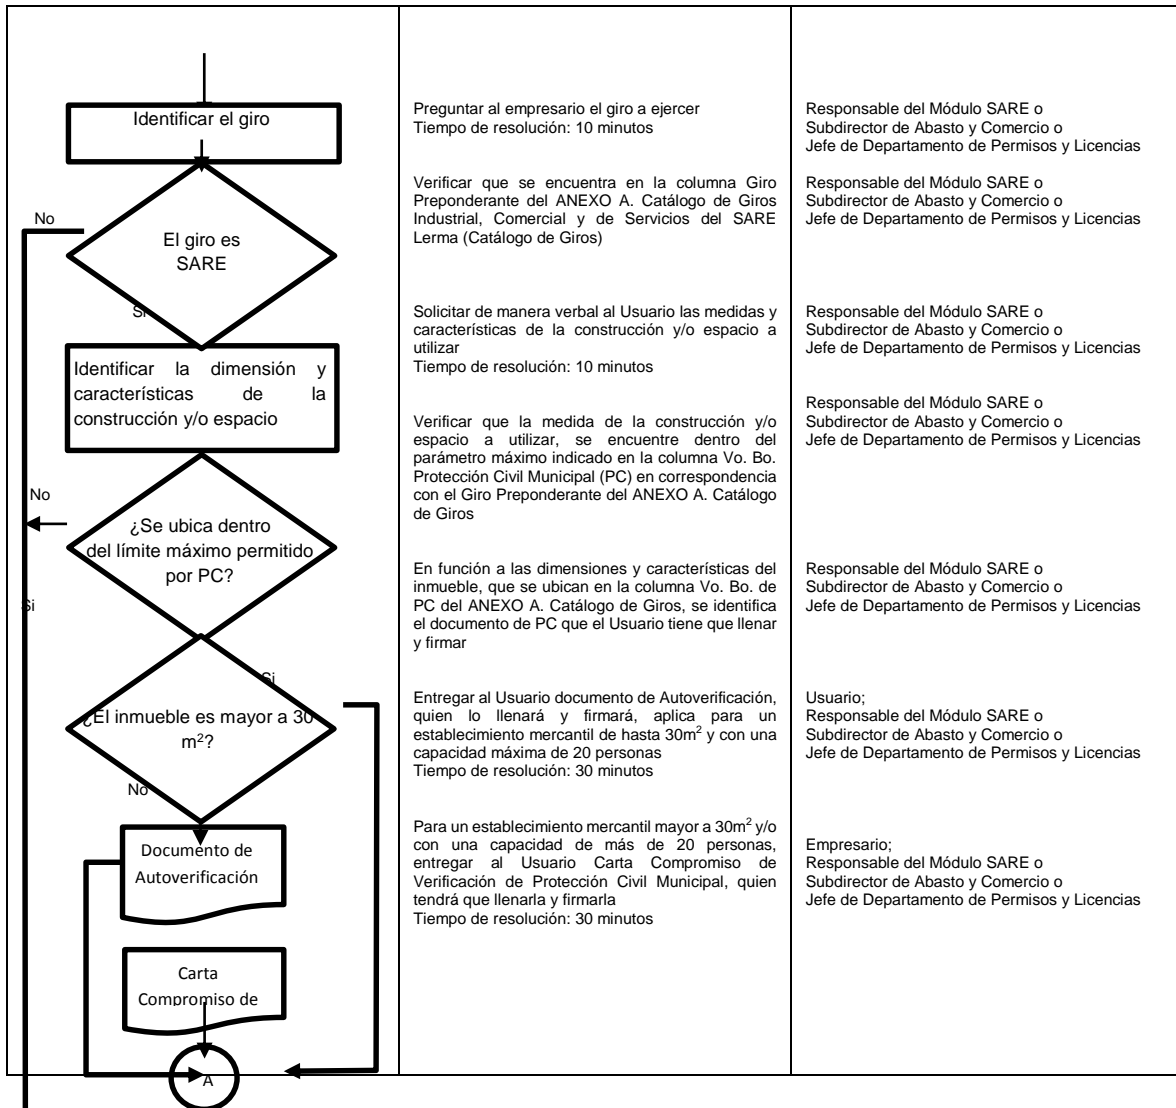 Identificar el giro
No
El giro es
SARE
Si
Identificar la dimensión y
características de la
construcción y/o espacio
No
¿Se ubica dentro
del límite máximo permitido
por PC?
Si
Si
¿El inmueble es mayor a 30
m²?
No
Documento de
Autoverificación
Carta
Compromiso de
A
Preguntar al empresario el giro a ejercer
Tiempo de resolución: 10 minutos
Verificar que se encuentra en la columna Giro
Preponderante del ANEXO A. Catálogo de Giros
Industrial, Comercial y de Servicios del SARE
Lerma (Catálogo de Giros)
Solicitar de manera verbal al Usuario las medidas y
características de la construcción y/o espacio a
utilizar
Tiempo de resolución: 10 minutos
Verificar que la medida de la construcción y/o
espacio a utilizar, se encuentre dentro del
parámetro máximo indicado en la columna Vo. Bo.
Protección Civil Municipal (PC) en correspondencia
con el Giro Preponderante del ANEXO A. Catálogo
de Giros
En función a las dimensiones y características del
inmueble, que se ubican en la columna Vo. Bo. de
PC del ANEXO A. Catálogo de Giros, se identifica
el documento de PC que el Usuario tiene que llenar
y firmar
Entregar al Usuario documento de Autoverificación,
quien lo llenará y firmará, aplica para un
establecimiento mercantil de hasta 30m² y con una
capacidad máxima de 20 personas
Tiempo de resolución: 30 minutos
Para un establecimiento mercantil mayor a 30m² y/o
con una capacidad de más de 20 personas,
entregar al Usuario Carta Compromiso de
Verificación de Protección Civil Municipal, quien
tendrá que llenarla y firmarla
Tiempo de resolución: 30 minutos
Responsable del Módulo SARE o
Subdirector de Abasto y Comercio o
Jefe de Departamento de Permisos y Licencias
Responsable del Módulo SARE o
Subdirector de Abasto y Comercio o
Jefe de Departamento de Permisos y Licencias
Responsable del Módulo SARE o
Subdirector de Abasto y Comercio o
Jefe de Departamento de Permisos y Licencias
Responsable del Módulo SARE o
Subdirector de Abasto y Comercio o
Jefe de Departamento de Permisos y Licencias
Responsable del Módulo SARE o
Subdirector de Abasto y Comercio o
Jefe de Departamento de Permisos y Licencias
Usuario;
Responsable del Módulo SARE o
Subdirector de Abasto y Comercio o
Jefe de Departamento de Permisos y Licencias
Empresario;
Responsable del Módulo SARE o
Subdirector de Abasto y Comercio o
Jefe de Departamento de Permisos y Licencias